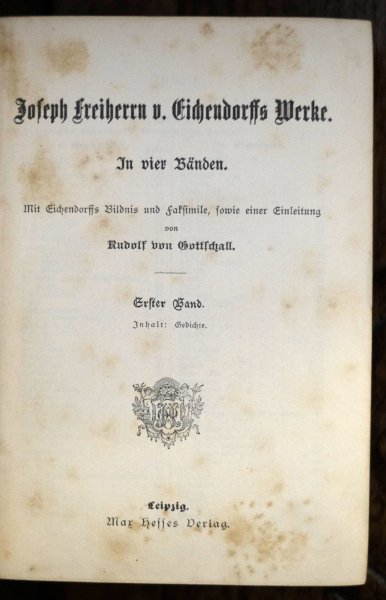 Joseph Freiherrn v. Eichendorffs Werke.
In vier Bänden.
Mit Eichendorffs Bildnis und Faksimile, sowie einer Einleitung
von
Rudolf von Gottschall.
Erster Band.
Inhalt: Gedichte.
Leipzig.
Max Hesses Verlag.